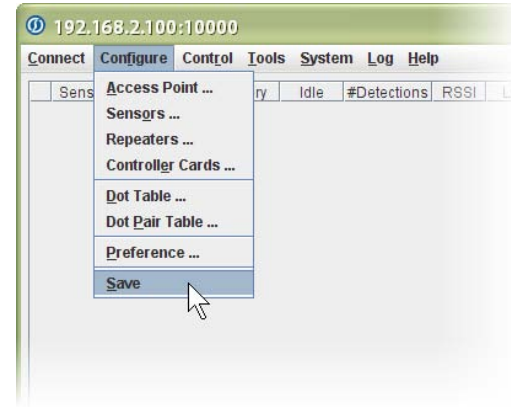 192.168.2.100:10000
Connect Configure Control Tools System Log Help
Sens ry Idle #Detections RSSI L
Access Point ...
Sensors ...
Repeaters ...
Controller Cards ...
Dot Table ...
Dot Pair Table ...
Preference ...
Save